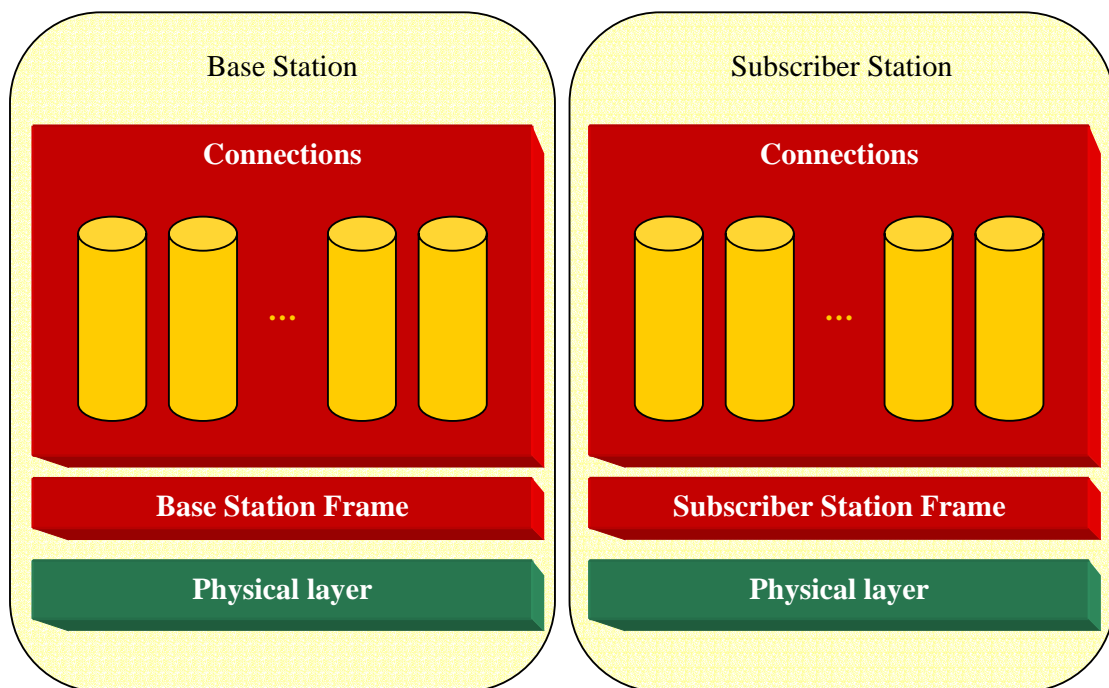 Base Station
Connections
...
Base Station Frame
Physical layer
Subscriber Station
Connections
...
Subscriber Station Frame
Physical layer